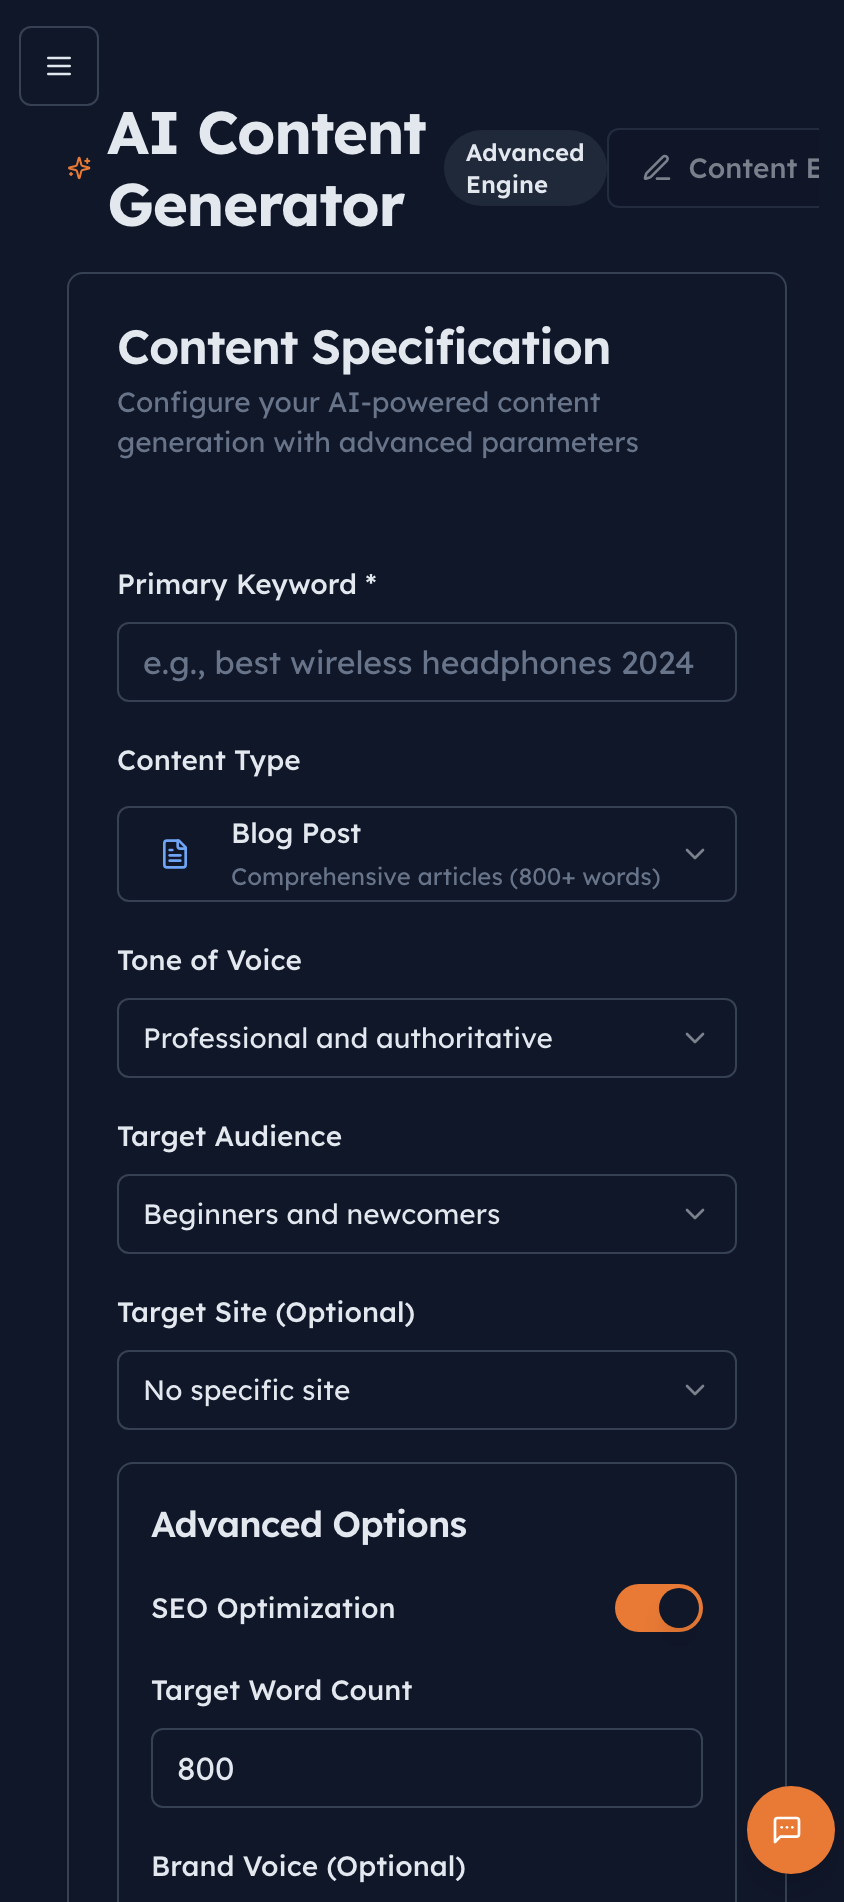 AI Content
Generator
Advanced
Engine
Content E
Content Specification
Configure your AI-powered content
generation with advanced parameters
Primary Keyword *
e.g., best wireless headphones 2024
Content Type
Blog Post
Comprehensive articles (800+ words)
Tone of Voice
Professional and authoritative
Target Audience
Beginners and newcomers
Target Site (Optional)
No specific site
Advanced Options
SEO Optimization
Target Word Count
800
Brand Voice (Optional)